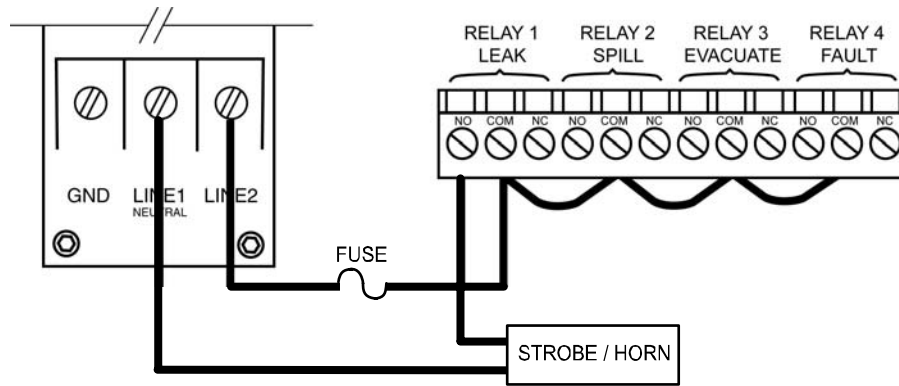 RELAY 1 RELAY 2 RELAY 3 RELAY 4
LEAK SPILL EVACUATE FAULT
NO COM NC NO COM NC NO COM NC NO COM NC
GND LINE1 LINE2
NEUTRAL
FUSE
STROBE / HORN